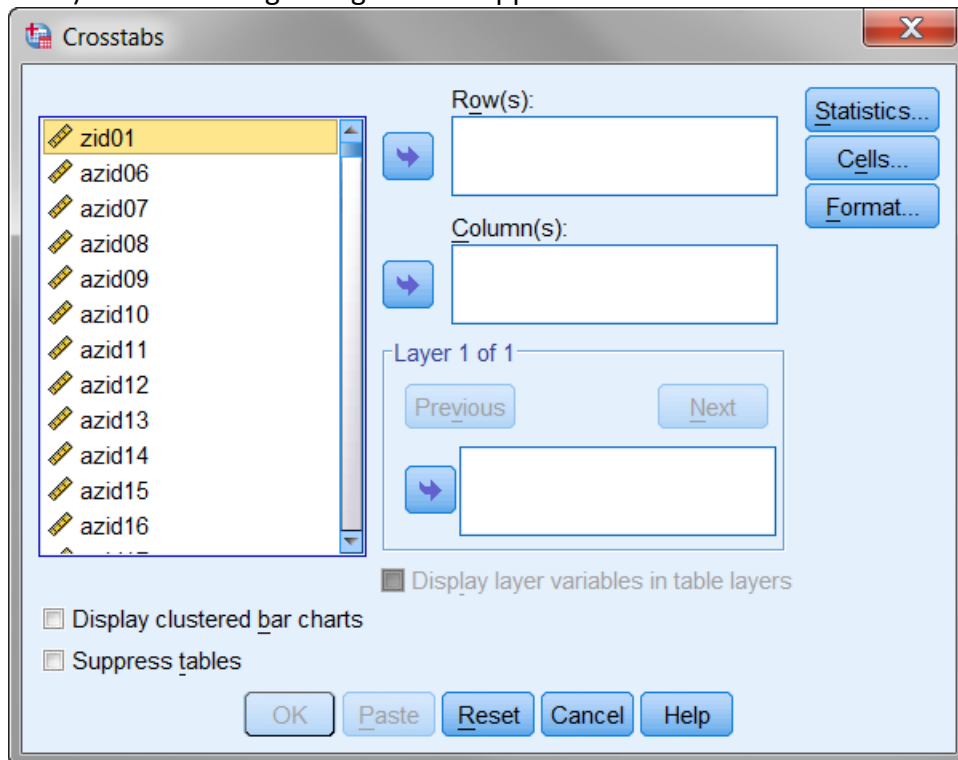 Crosstabs
zid01
azid06
azid07
azid08
azid09
azid10
azid11
azid12
azid13
azid14
azid15
azid16
Row(s):
Column(s):
Layer 1 of 1
Previous
Next
Display layer variables in table layers
Statistics...
Cells...
Format...
Display clustered bar charts
Suppress tables
OK
Paste
Reset
Cancel
Help